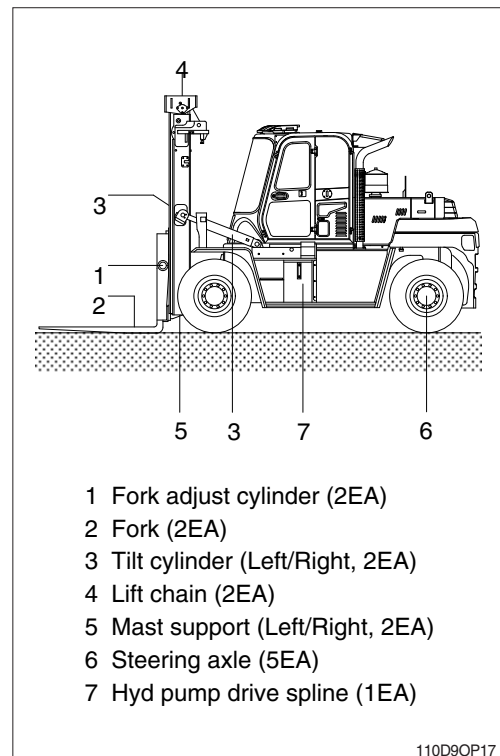 4
3
1
2
5 3 7 6
1 Fork adjust cylinder (2EA)
2 Fork (2EA)
3 Tilt cylinder (Left/Right, 2EA)
4 Lift chain (2EA)
5 Mast support (Left/Right, 2EA)
6 Steering axle (5EA)
7 Hyd pump drive spline (1EA)
110D9OP17